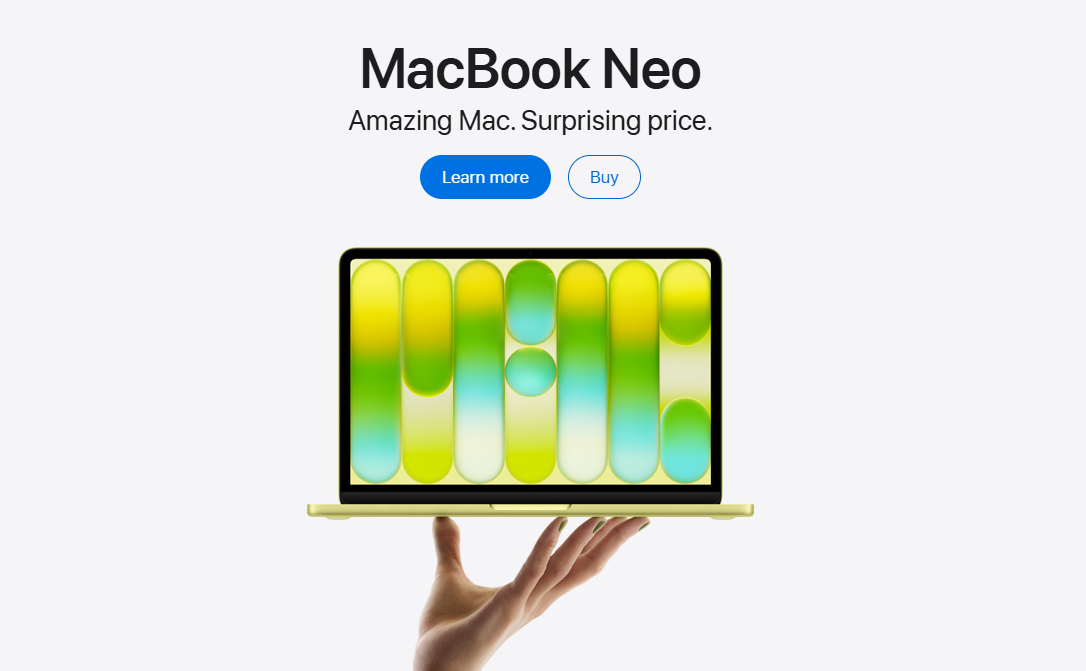 MacBook Neo
Amazing Mac. Surprising price.
Learn more
Buy